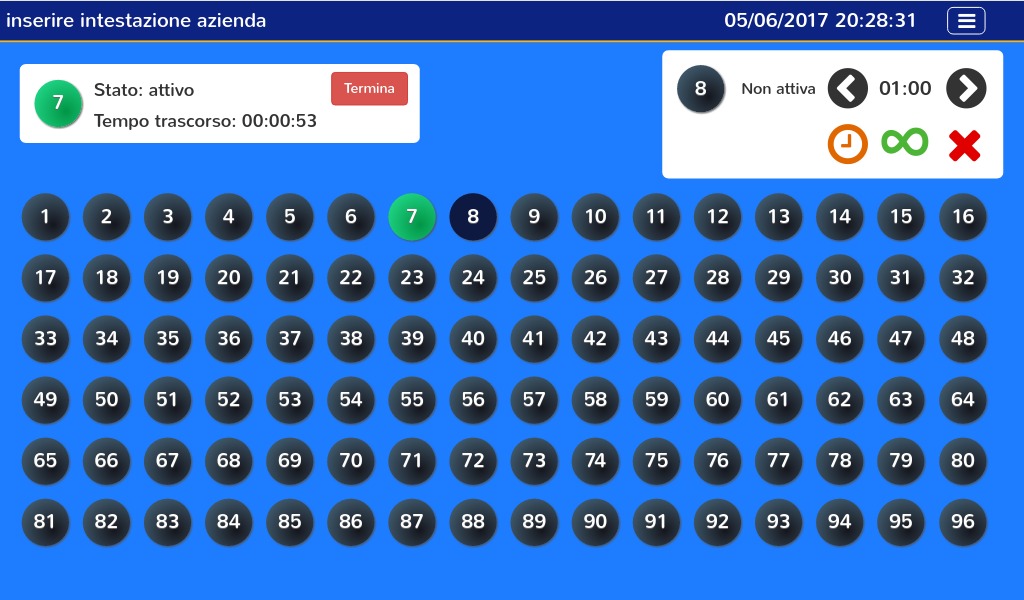 inserire intestazione azienda 05/06/2017 20:28:31
7 Stato: attivo Termina
Tempo trascorso: 00:00:53
8 Non attiva 01:00
1 2 3 4 5 6 7 8 9 10 11 12 13 14 15 16
17 18 19 20 21 22 23 24 25 26 27 28 29 30 31 32
33 34 35 36 37 38 39 40 41 42 43 44 45 46 47 48
49 50 51 52 53 54 55 56 57 58 59 60 61 62 63 64
65 66 67 68 69 70 71 72 73 74 75 76 77 78 79 80
81 82 83 84 85 86 87 88 89 90 91 92 93 94 95 96